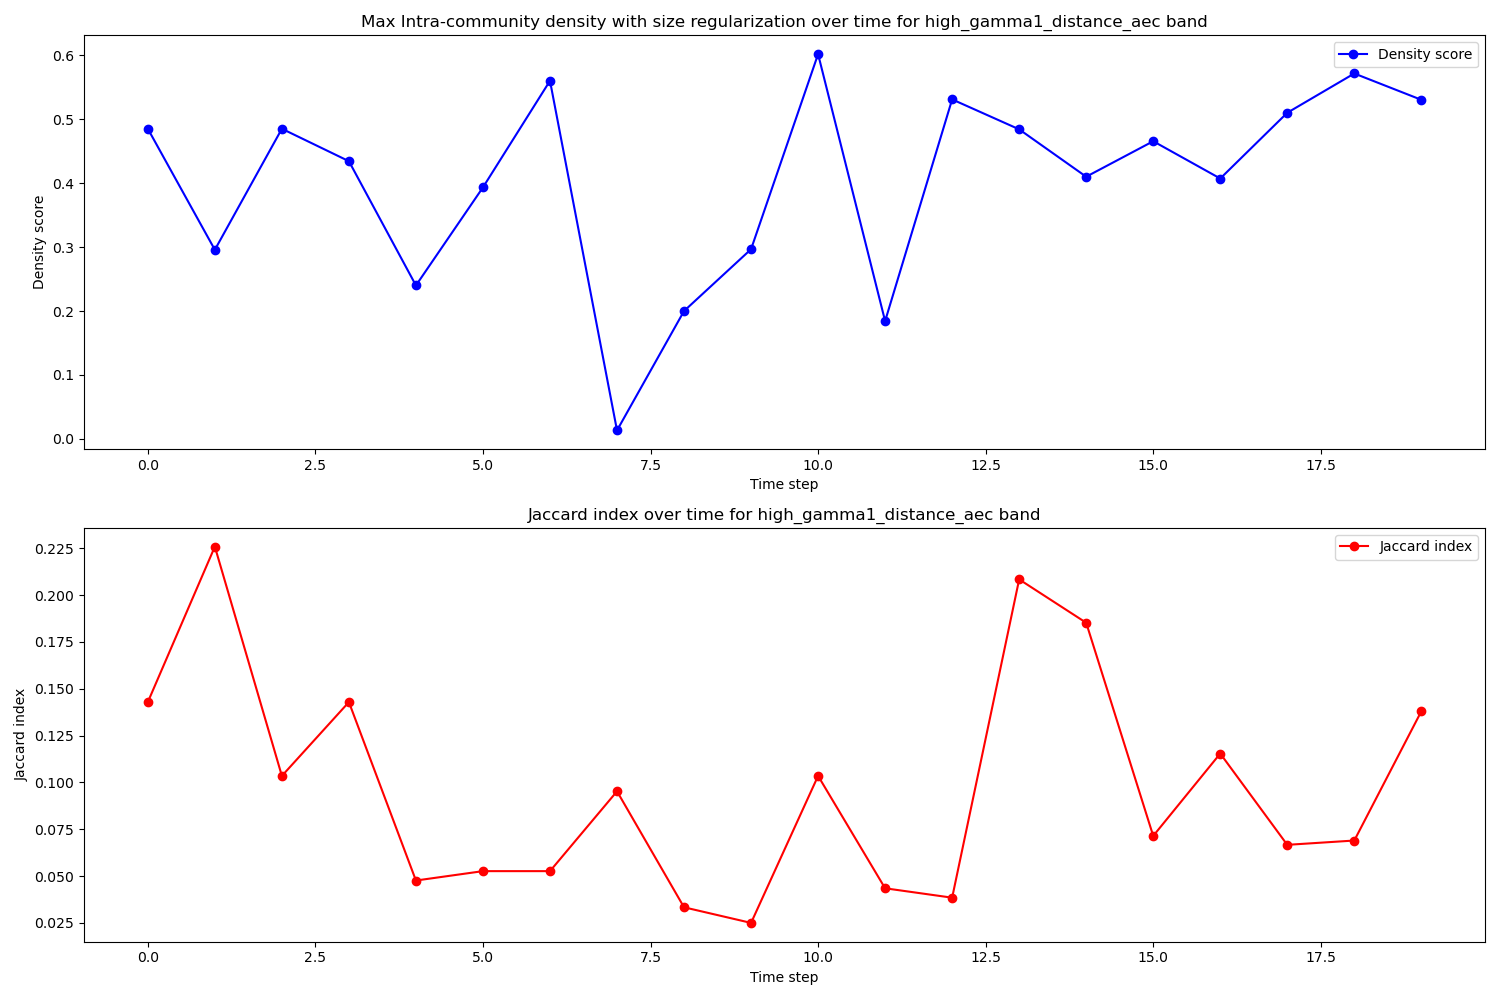 Max Intra-community density with size regularization over time for high_gamma1_distance_aec band
Density score
0.6
0.5
0.4
0.3
0.2
0.1
0.0
Density score
0.0 2.5 5.0 7.5 10.0 12.5 15.0 17.5
Time step
Jaccard index over time for high_gamma1_distance_aec band
Jaccard index
0.225
0.200
0.175
0.150
0.125
0.100
0.075
0.050
0.025
Jaccard index
0.0 2.5 5.0 7.5 10.0 12.5 15.0 17.5
Time step